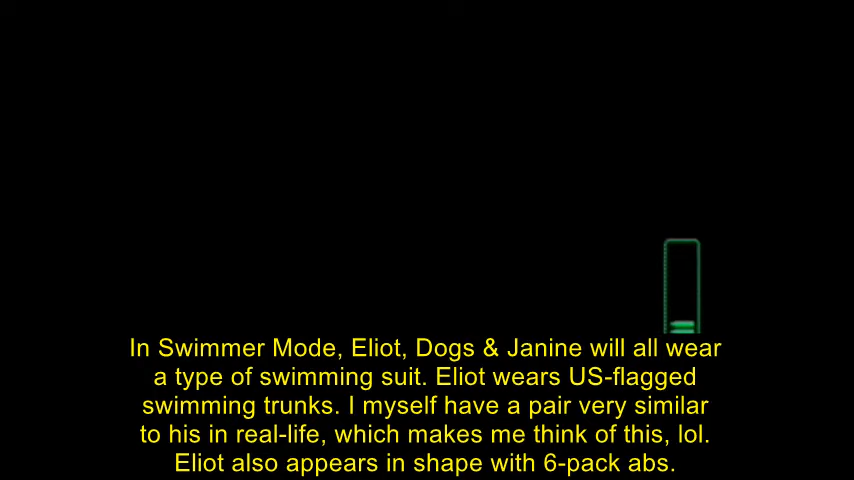 In Swimmer Mode, Eliot, Dogs & Janine will all wear
a type of swimming suit. Eliot wears US-flagged
swimming trunks. I myself have a pair very similar
to his in real-life, which makes me think of this, lol.
Eliot also appears in shape with 6-pack abs.